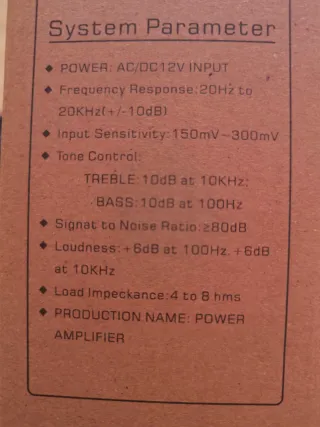 System Parameter
◆ POWER: AC/DC12V INPUT
◆ Frequency Response:20Hz to
20KHz(+/-10dB)
◆ Input Sensitivity:150mV~300mV
◆ Tone Control:
TREBLE:10dB at 10KHz;
BASS:10dB at 100Hz
◆ Signat to Noise Ratio:≥80dB
◆ Loudness:+6dB at 100Hz.+6dB
at 10KHz
◆ Load Impeckance:4 to 8 hms
◆ PRODUCTION NAME: POWER
AMPLIFIER